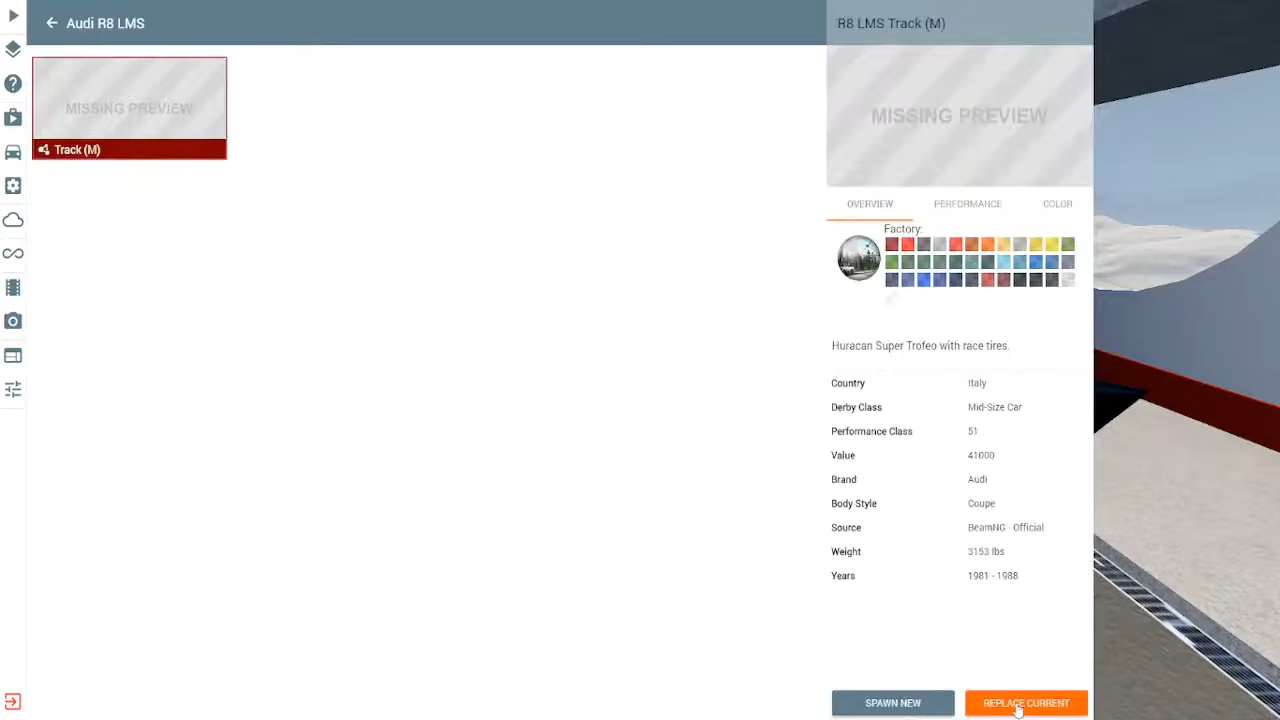 Audi R8 LMS
MISSING PREVIEW
Track (M)
R8 LMS Track (M)
MISSING PREVIEW
OVERVIEW PERFORMANCE COLOR
Factory:
Huracan Super Trofeo with race tires.
Country Italy
Derby Class Mid-Size Car
Performance Class 51
Value 41000
Brand Audi
Body Style Coupe
Source BeamNG - Official
Weight 3153 lbs
Years 1981 - 1988
SPAWN NEW REPLACE CURRENT